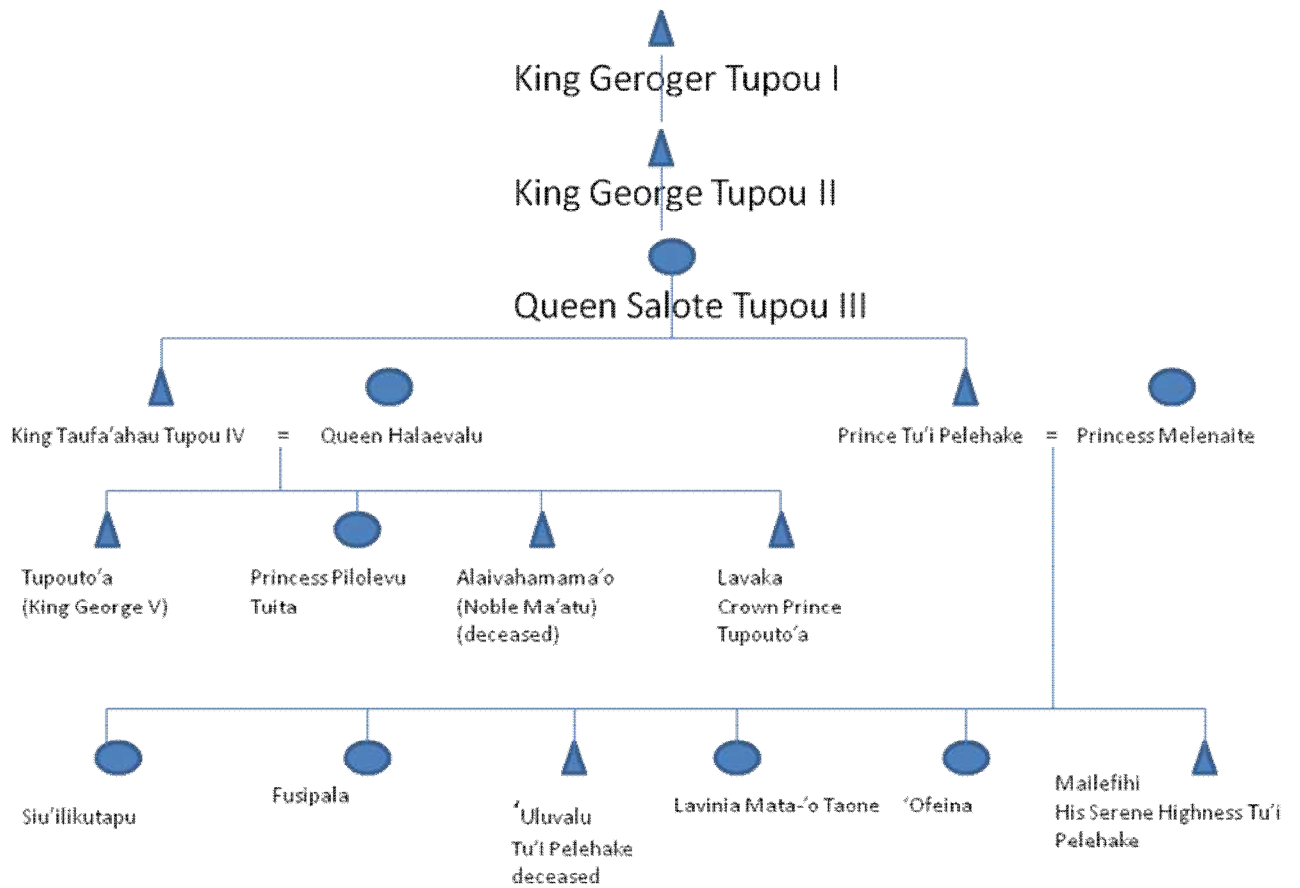 King Geroger Tupou I
King George Tupou II
Queen Salote Tupou III
King Taufa'ahau Tupou IV = Queen Halaevalu
Prince Tu'i Pelehake = Princess Melenaite
Tupouto'a
(King George V)
Princess Pilolevu
Tuita
Alaivahamama'o
(Noble Ma'atu)
(deceased)
Lavaka
Crown Prince
Tupouto'a
Siu'ilikutapu
Fusipala
'Uluvalu
Tu'I Pelehake
deceased
Lavinia Mata-'o Taone
'Ofeina
Mailefihi
His Serene Highness Tu'i
Pelehake